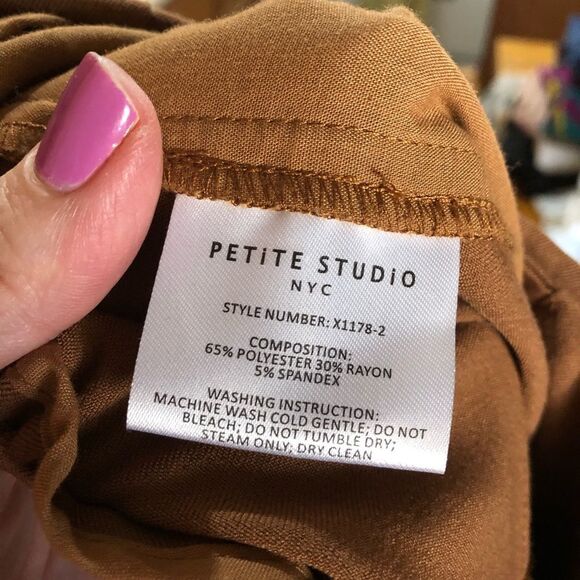 PETiTE STUDiO
NYC
STYLE NUMBER: X1178-2
COMPOSITION:
65% POLYESTER 30% RAYON
5% SPANDEX
WASHING INSTRUCTION:
MACHINE WASH COLD GENTLE; DO NOT
BLEACH; DO NOT TUMBLE DRY;
STEAM ONLY; DRY CLEAN